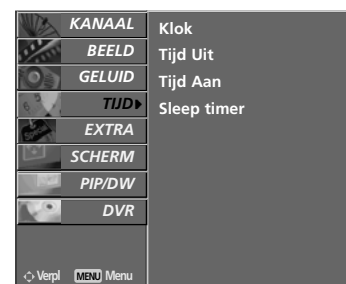 KANAAL
BEELD
GELUID
TIJD
EXTRA
SCHERM
PIP/DW
DVR
Verpl MENU Menu
Klok
Tijd Uit
Tijd Aan
Sleep timer